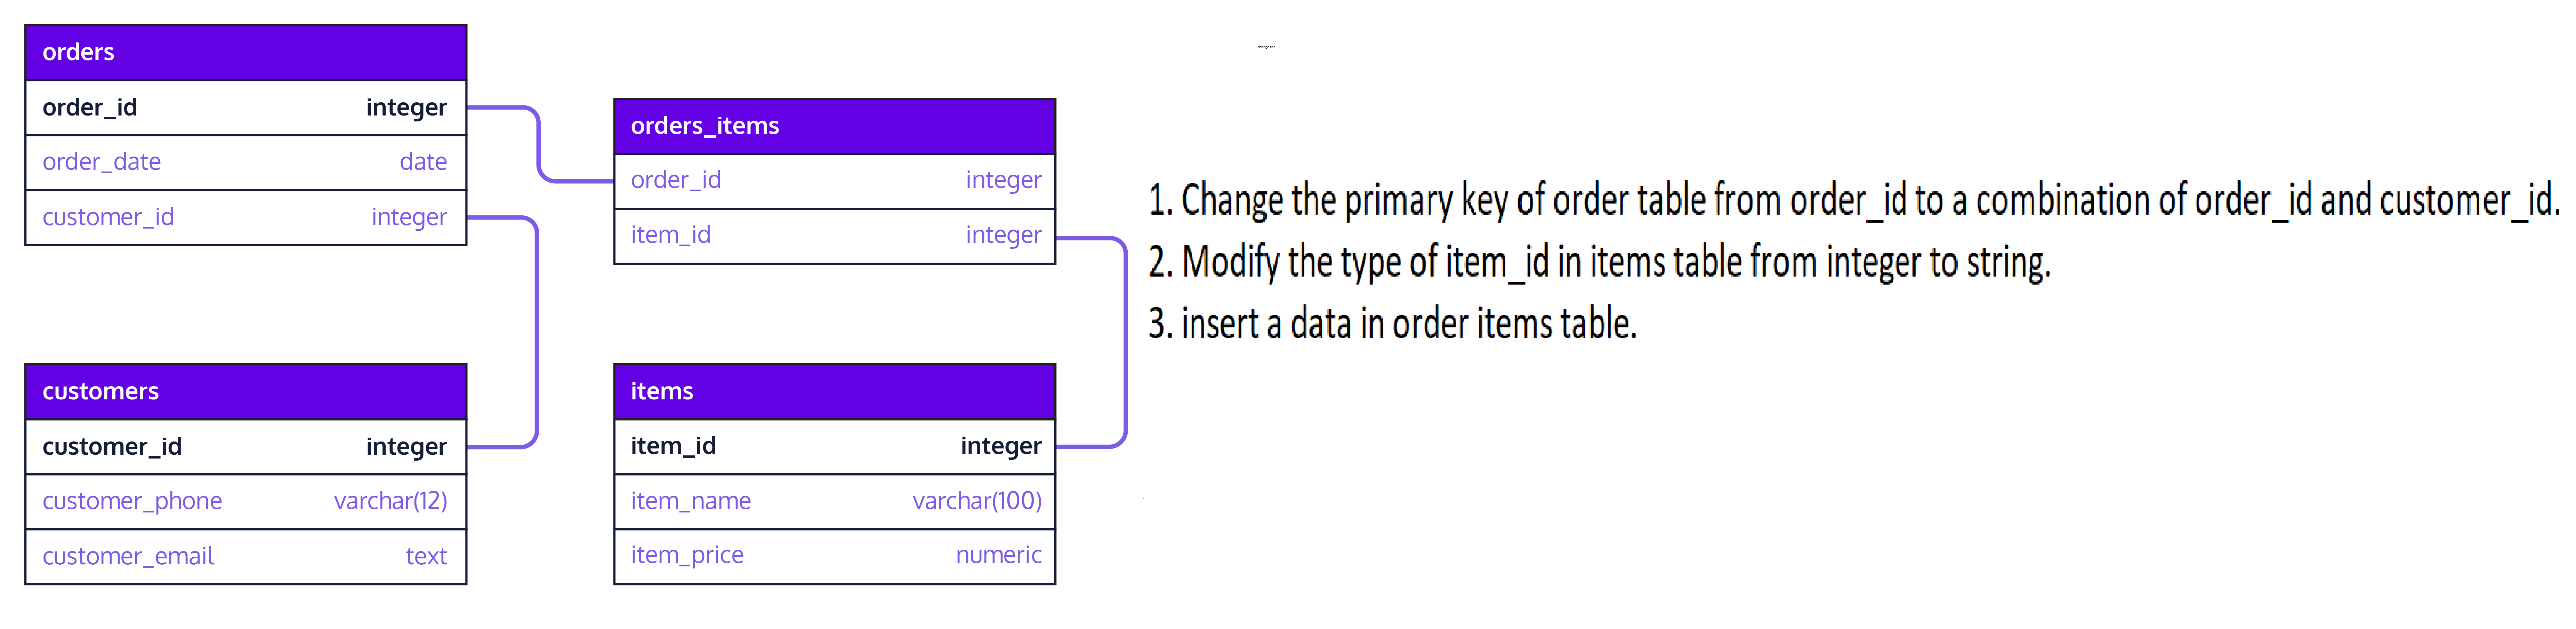 orders
order_id integer
order_date date
customer_id integer
customers
customer_id integer
customer_phone varchar(12)
customer_email text
orders_items
order_id integer
item_id integer
items
item_id integer
item_name varchar(100)
item_price numeric
change the
1. Change the primary key of order table from order_id to a combination of order_id and customer_id.
2. Modify the type of item_id in items table from integer to string.
3. insert a data in order items table.